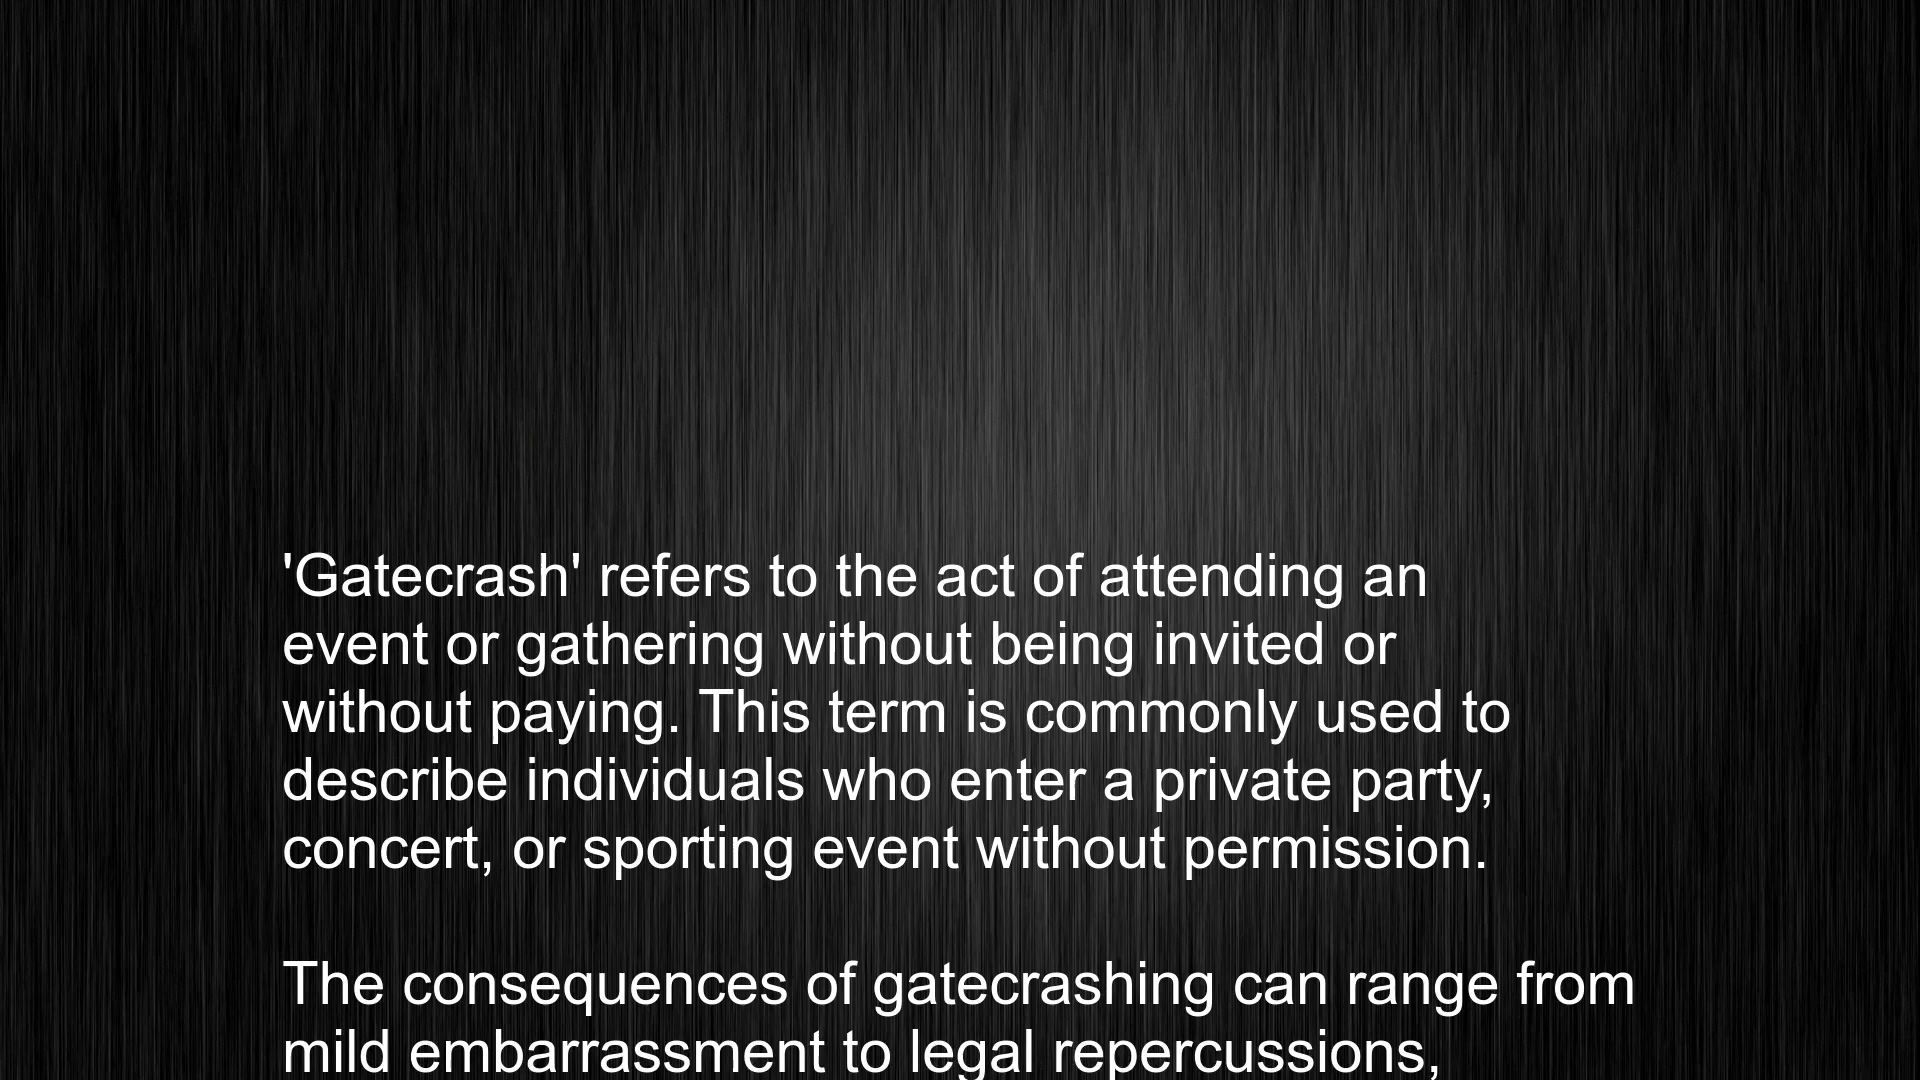 'Gatecrash' refers to the act of attending an
event or gathering without being invited or
without paying. This term is commonly used to
describe individuals who enter a private party,
concert, or sporting event without permission.
The consequences of gatecrashing can range from
mild embarrassment to legal repercussions,